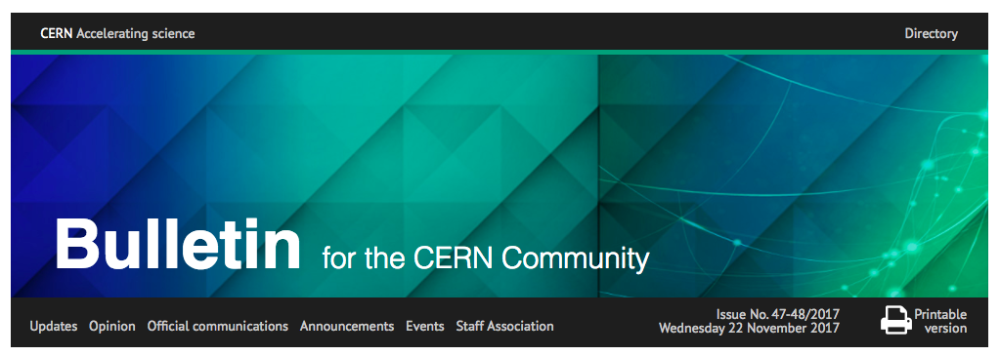 CERN Accelerating science
Directory
Bulletin for the CERN Community
Updates Opinion Official communications Announcements Events Staff Association
Issue No. 47-48/2017
Wednesday 22 November 2017
Printable
version